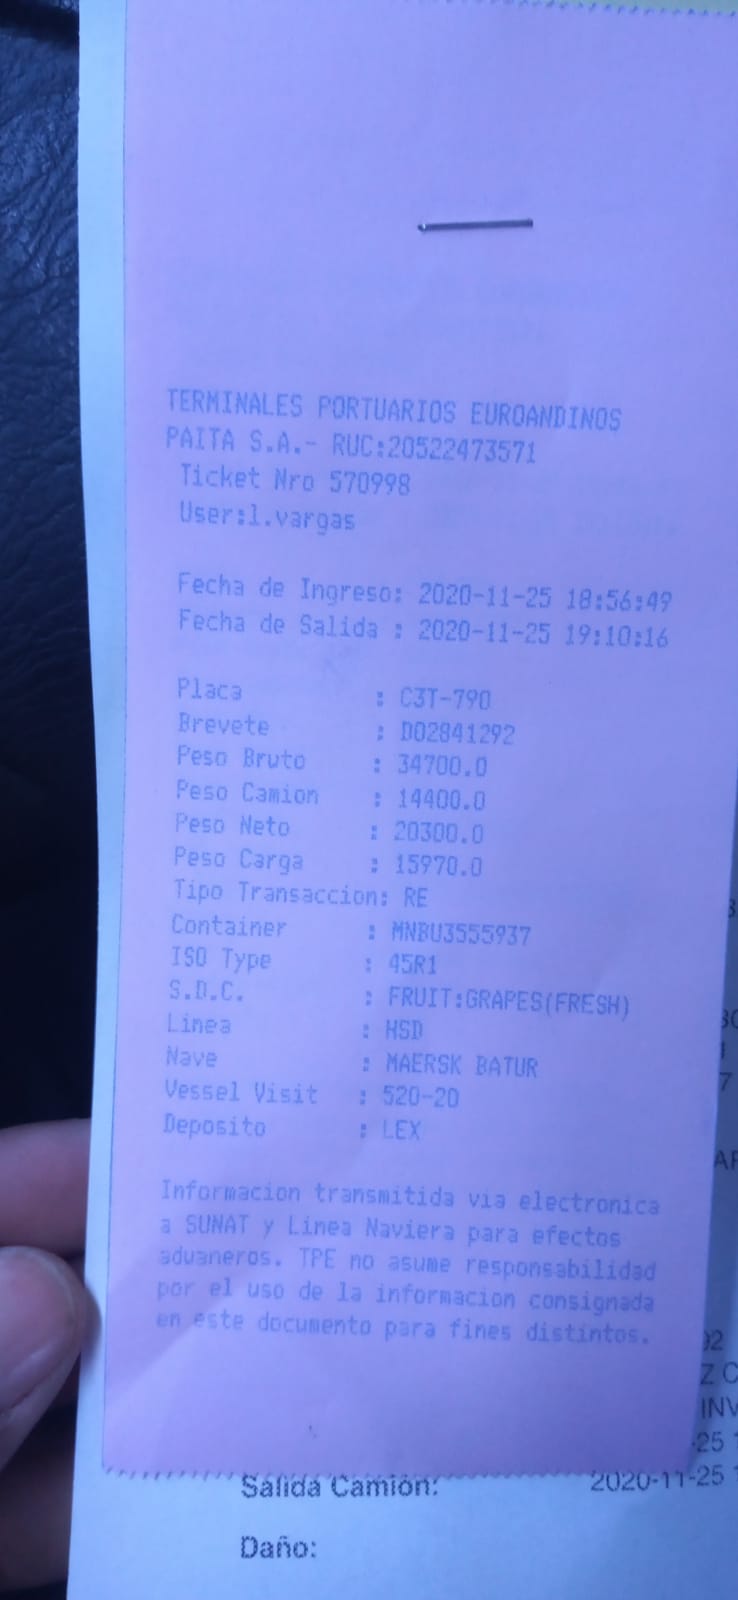 TERMINALES PORTUARIOS EUROANDINOS
PAITA S.A.- RUC:20522473571
Ticket Nro 570998
User:l.vargas
Fecha de Ingreso: 2020-11-25 18:56:49
Fecha de Salida : 2020-11-25 19:10:16
Placa : C3T-790
Brevete : D02841292
Peso Bruto : 34700.0
Peso Camion : 14400.0
Peso Neto : 20300.0
Peso Carga : 15970.0
Tipo Transaccion: RE
Container : MNBU3555937
ISO Type : 45R1
S.D.C. : FRUIT:GRAPES(FRESH)
Linea : HSD
Nave : MAERSK BATUR
Vessel Visit : 520-20
Deposito : LEX
Informacion transmitida via electronica
a SUNAT y Linea Naviera para efectos
aduaneros. TPE no asume responsabilidad
por el uso de la informacion consignada
en este documento para fines distintos.
92
Z C
INV
-25 1
Salida Camión: 2020-11-25 1
Daño: